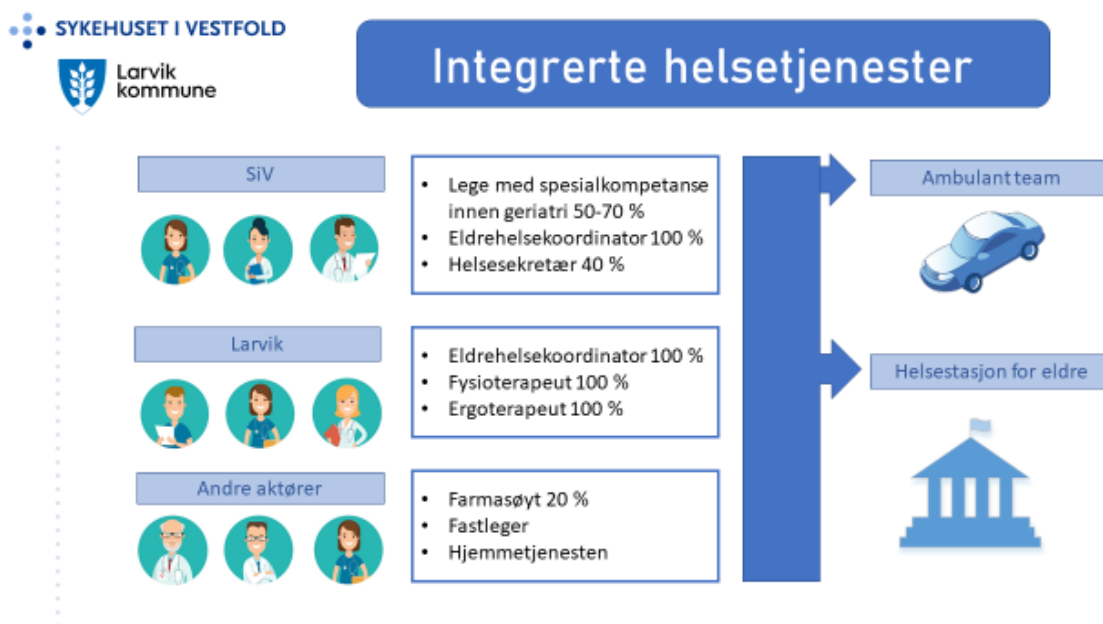 SYKEHUSET I VESTFOLD
Larvik
kommune
Integrerte helsetjenester
SiV
• Lege med spesialkompetanse
innen geriatri 50-70 %
• Eldrehelsekoordinator 100 %
• Helsesekretær 40 %
Larvik
• Eldrehelsekoordinator 100 %
• Fysioterapeut 100 %
• Ergoterapeut 100 %
Andre aktører
• Farmasøyt 20 %
• Fastleger
• Hjemmetjenesten
Ambulant team
Helsestasjon for eldre